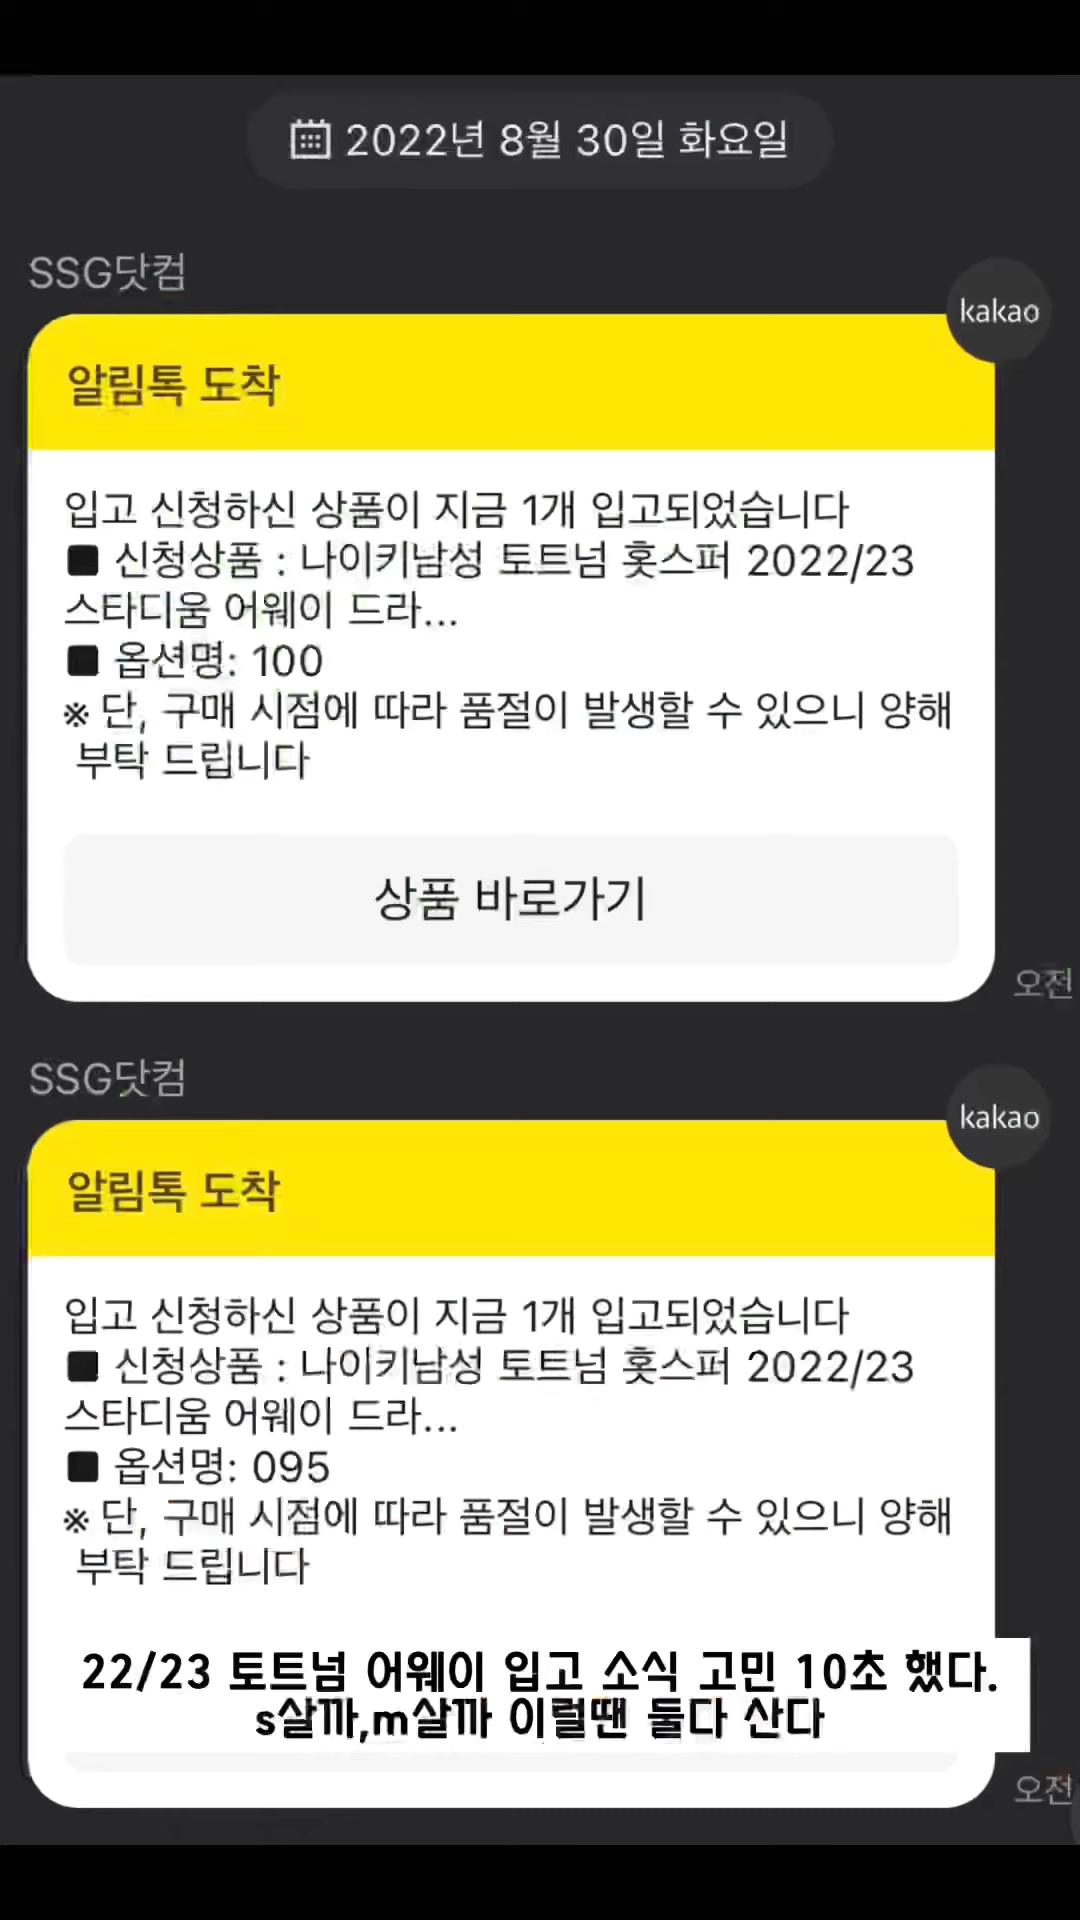 2022년 8월 30일 화요일
SSG닷컴
kakao
알림톡 도착
입고 신청하신 상품이 지금 1개 입고되었습니다
■ 신청상품 : 나이키남성 토트넘 홋스퍼 2022/23
스타디움 어웨이 드라...
■ 옵션명: 100
※ 단, 구매 시점에 따라 품절이 발생할 수 있으니 양해
부탁 드립니다
상품 바로가기
오전
SSG닷컴
kakao
알림톡 도착
입고 신청하신 상품이 지금 1개 입고되었습니다
■ 신청상품 : 나이키남성 토트넘 홋스퍼 2022/23
스타디움 어웨이 드라...
■ 옵션명: 095
※ 단, 구매 시점에 따라 품절이 발생할 수 있으니 양해
부탁 드립니다
22/23 토트넘 어웨이 입고 소식 고민 10초 했다.
s살까,m살까 이럴땐 둘다 산다
오전